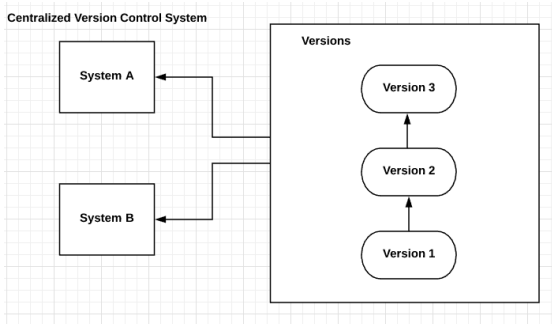 Centralized Version Control System
Versions
System A
Version 3
Version 2
System B
Version 1